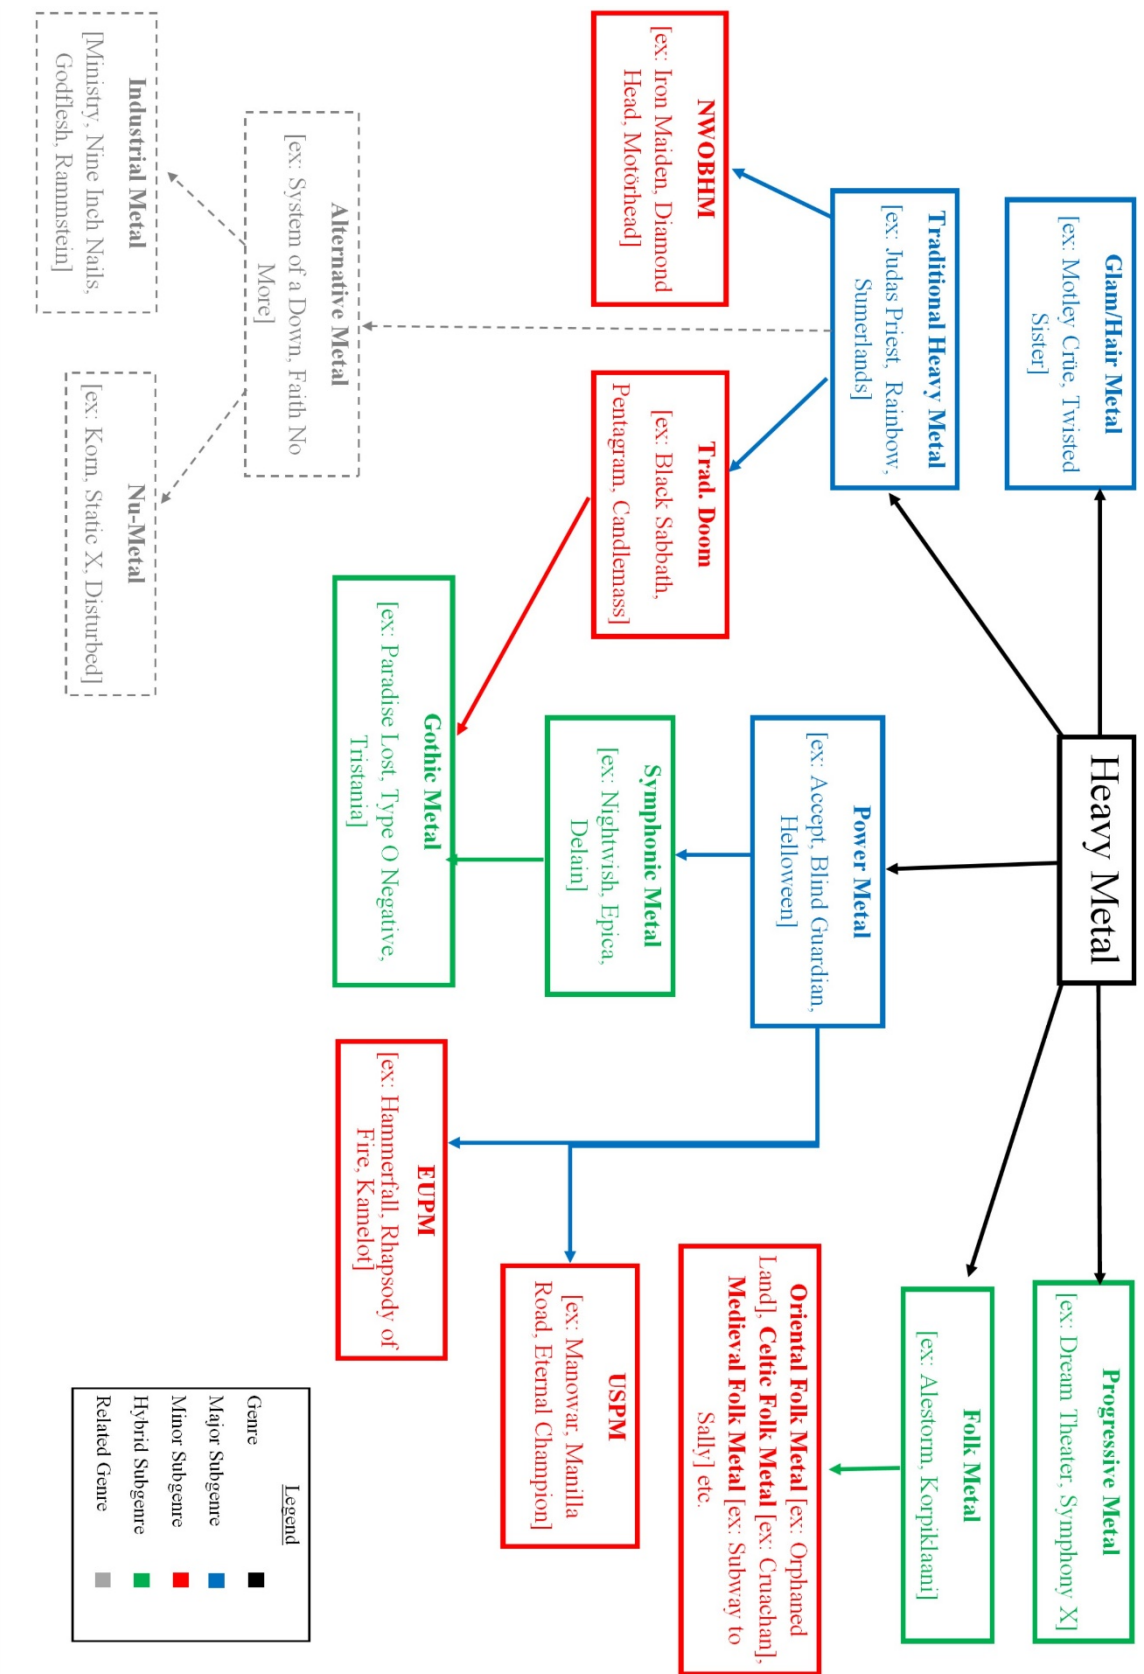 Heavy Metal
Glam/Hair Metal
[ex: Motley Crüe, Twisted
Sister]
Progressive Metal
[ex: Dream Theater, Symphony X]
Traditional Heavy Metal
[ex: Judas Priest, Rainbow,
Sumerlands]
Power Metal
[ex: Accept, Blind Guardian,
Helloween]
Folk Metal
[ex: Alestorm, Korpiklaani]
NWOBHM
[ex: Iron Maiden, Diamond
Head, Motörhead]
Trad. Doom
[ex: Black Sabbath,
Pentagram, Candlemass]
Symphonic Metal
[ex: Nightwish, Epica,
Delain]
Oriental Folk Metal [ex: Orphaned
Land], Celtic Folk Metal [ex: Cruachan],
Medieval Folk Metal [ex: Subway to
Sally] etc.
USPM
[ex: Manowar, Manilla
Road, Eternal Champion]
Gothic Metal
[ex: Paradise Lost, Type O Negative,
Tristania]
EUPM
[ex: Hammerfall, Rhapsody of
Fire, Kamelot]
Alternative Metal
[ex: System of a Down, Faith No
More]
Industrial Metal
[Ministry, Nine Inch Nails,
Godflesh, Rammstein]
Nu-Metal
[ex: Korn, Static X, Disturbed]
Legend
Genre
Major Subgenre
Minor Subgenre
Hybrid Subgenre
Related Genre